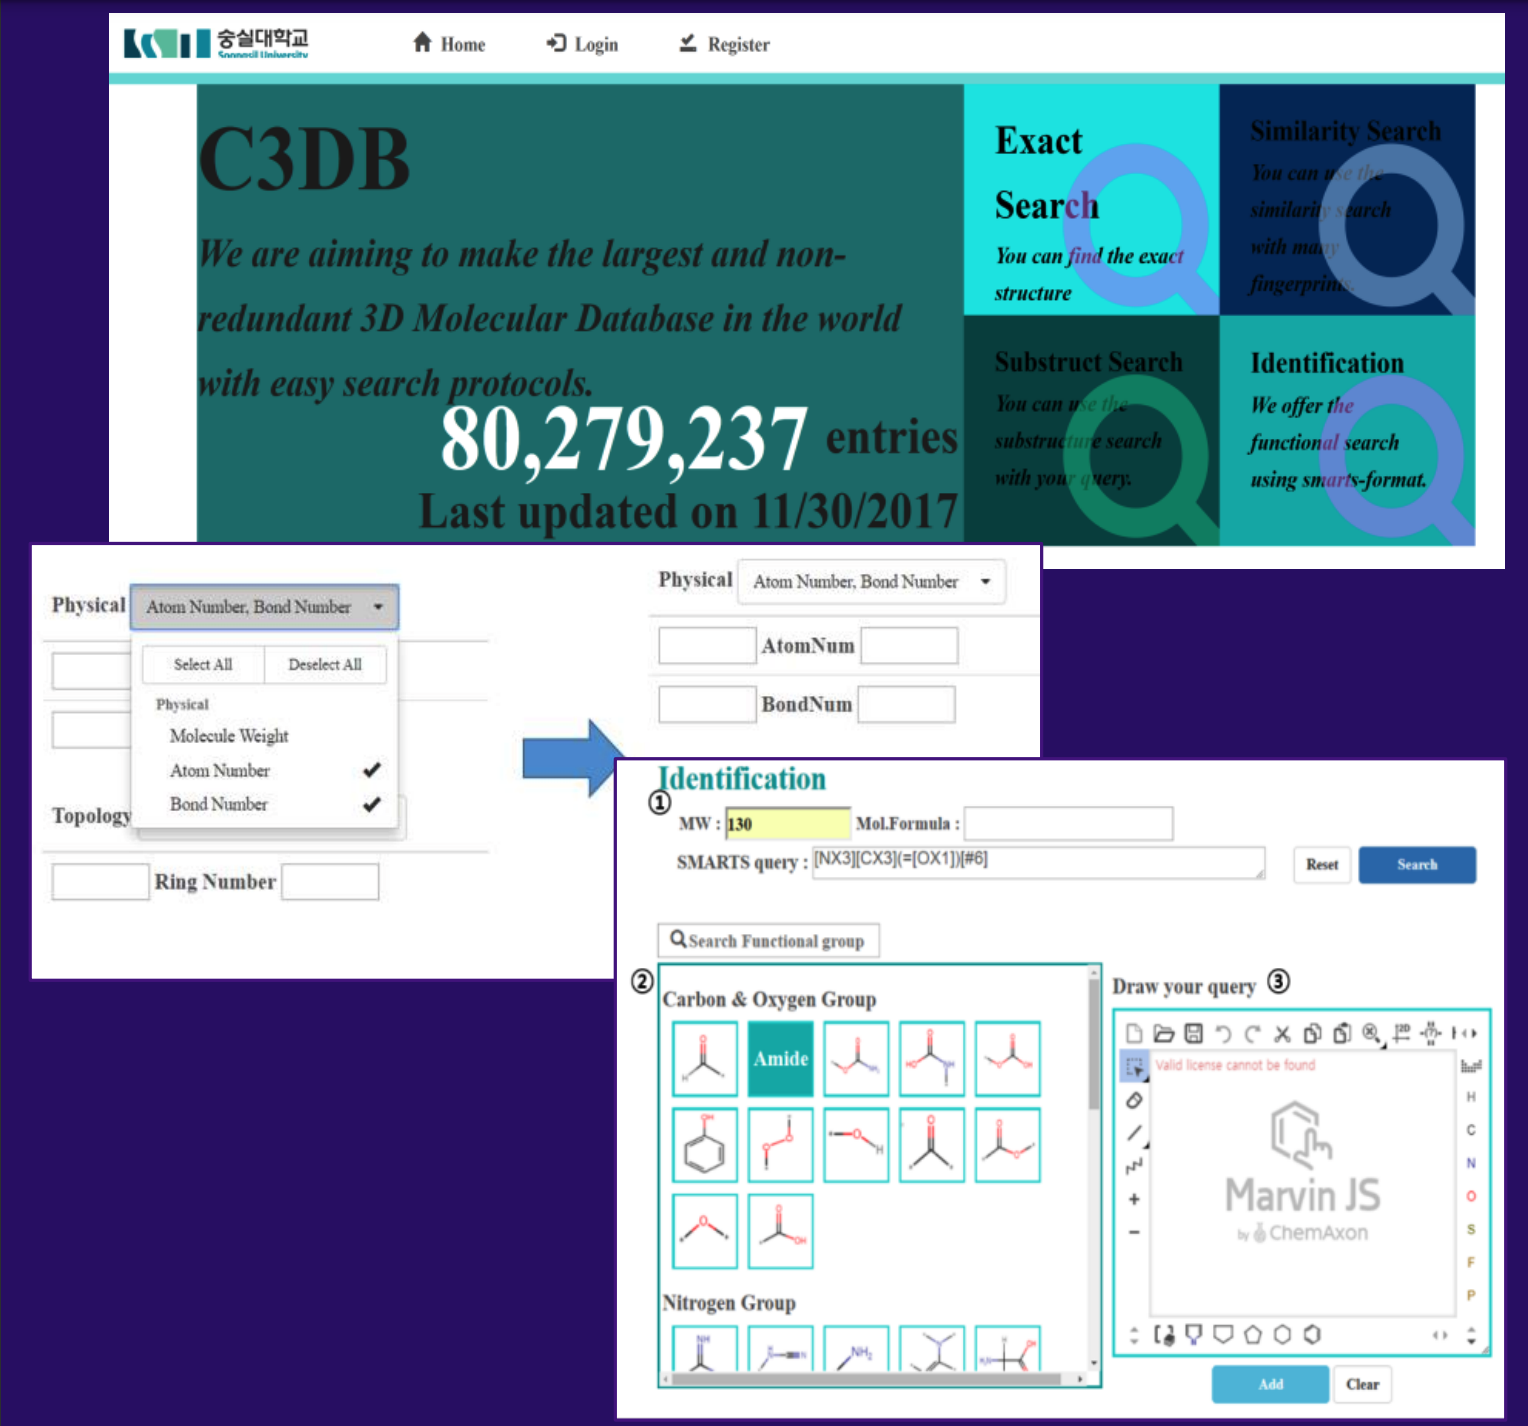 숭실대학교
Soongsil University
Home
Login
Register
C3DB
We are aiming to make the largest and non-
redundant 3D Molecular Database in the world
with easy search protocols.
80,279,237 entries
Last updated on 11/30/2017
Exact
Search
You can find the exact
structure
Similarity Search
You can use the
similarity search
with many
fingerprints.
Substruct Search
You can use the
substructure search
with your query.
Identification
We offer the
functional search
using smarts-format.
Physical Atom Number, Bond Number
Select All Deselect All
Physical
Molecule Weight
Atom Number
Bond Number
Topology
Ring Number
Physical Atom Number, Bond Number
AtomNum
BondNum
Identification
①
MW : 130 Mol.Formula :
SMARTS query : [NX3][CX3](=[OX1])[#6]
Reset Search
Search Functional group
②
Carbon & Oxygen Group
Amide
Nitrogen Group
NH
NH₂
Draw your query ③
2D
Valid license cannot be found
Marvin JS
by ChemAxon
H
C
N
O
S
F
P
Add Clear